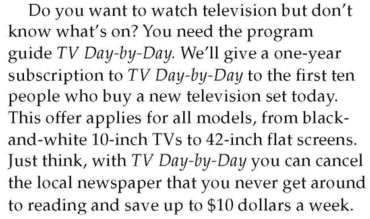 Do you want to watch television but don't
know what's on? You need the program
guide TV Day-by-Day. We'll give a one-year
subscription to TV Day-by-Day to the first ten
people who buy a new television set today.
This offer applies for all models, from black-
and-white 10-inch TVs to 42-inch flat screens.
Just think, with TV Day-by-Day you can cancel
the local newspaper that you never get around
to reading and save up to $10 dollars a week.